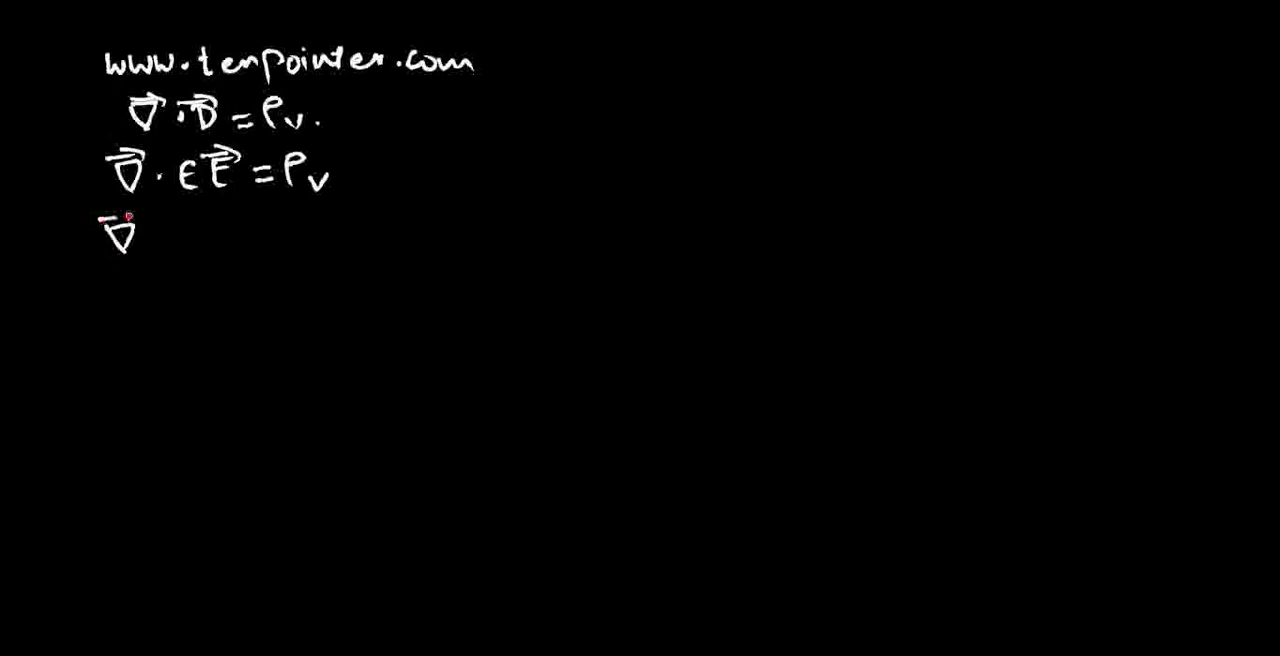 www.tenpointer.com
∇⃗ · D⃗ = ρᵥ.
∇⃗ · ϵE⃗ = ρᵥ
∇⃗